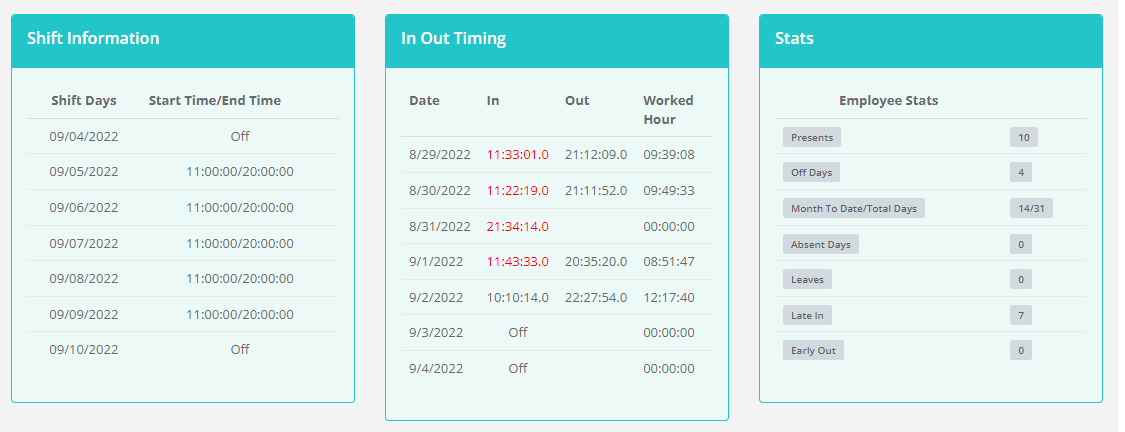 Shift Information
Shift Days Start Time/End Time
09/04/2022 Off
09/05/2022 11:00:00/20:00:00
09/06/2022 11:00:00/20:00:00
09/07/2022 11:00:00/20:00:00
09/08/2022 11:00:00/20:00:00
09/09/2022 11:00:00/20:00:00
09/10/2022 Off
In Out Timing
Date In Out Worked
Hour
8/29/2022 11:33:01.0 21:12:09.0 09:39:08
8/30/2022 11:22:19.0 21:11:52.0 09:49:33
8/31/2022 21:34:14.0 00:00:00
9/1/2022 11:43:33.0 20:35:20.0 08:51:47
9/2/2022 10:10:14.0 22:27:54.0 12:17:40
9/3/2022 Off 00:00:00
9/4/2022 Off 00:00:00
Stats
Employee Stats
Presents 10
Off Days 4
Month To Date/Total Days 14/31
Absent Days 0
Leaves 0
Late In 7
Early Out 0